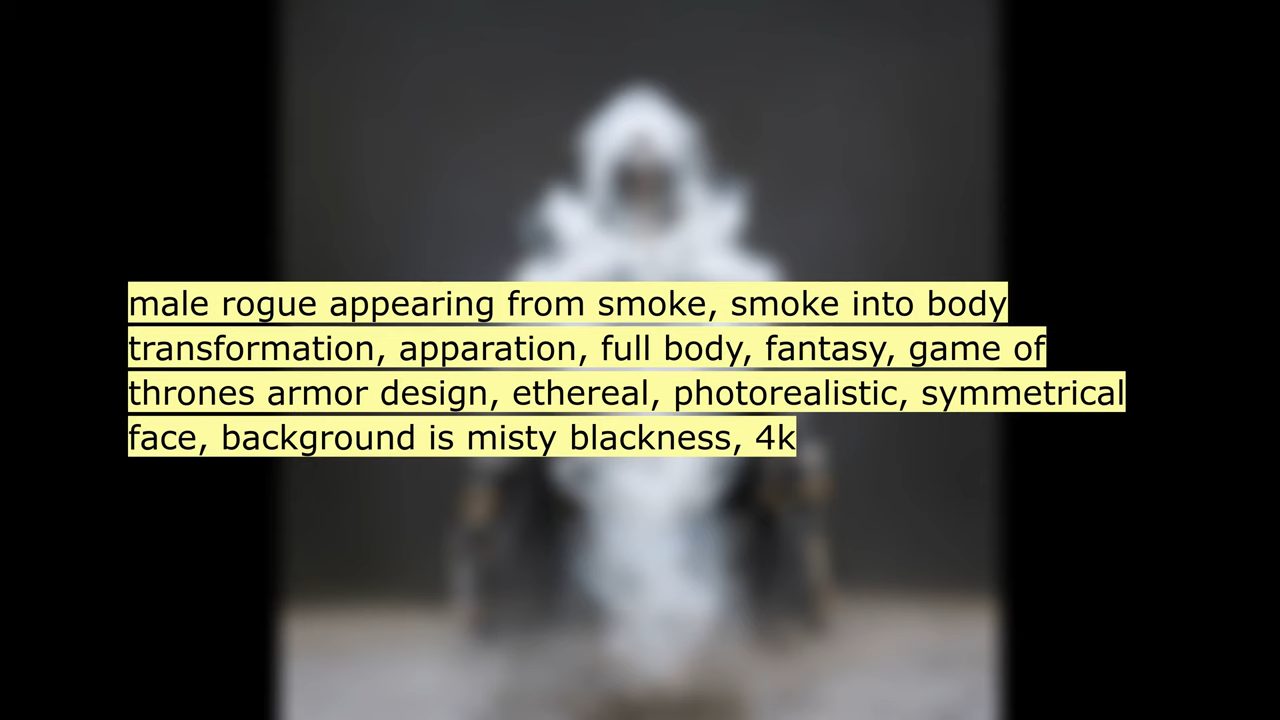 male rogue appearing from smoke, smoke into body
transformation, apparation, full body, fantasy, game of
thrones armor design, ethereal, photorealistic, symmetrical
face, background is misty blackness, 4k